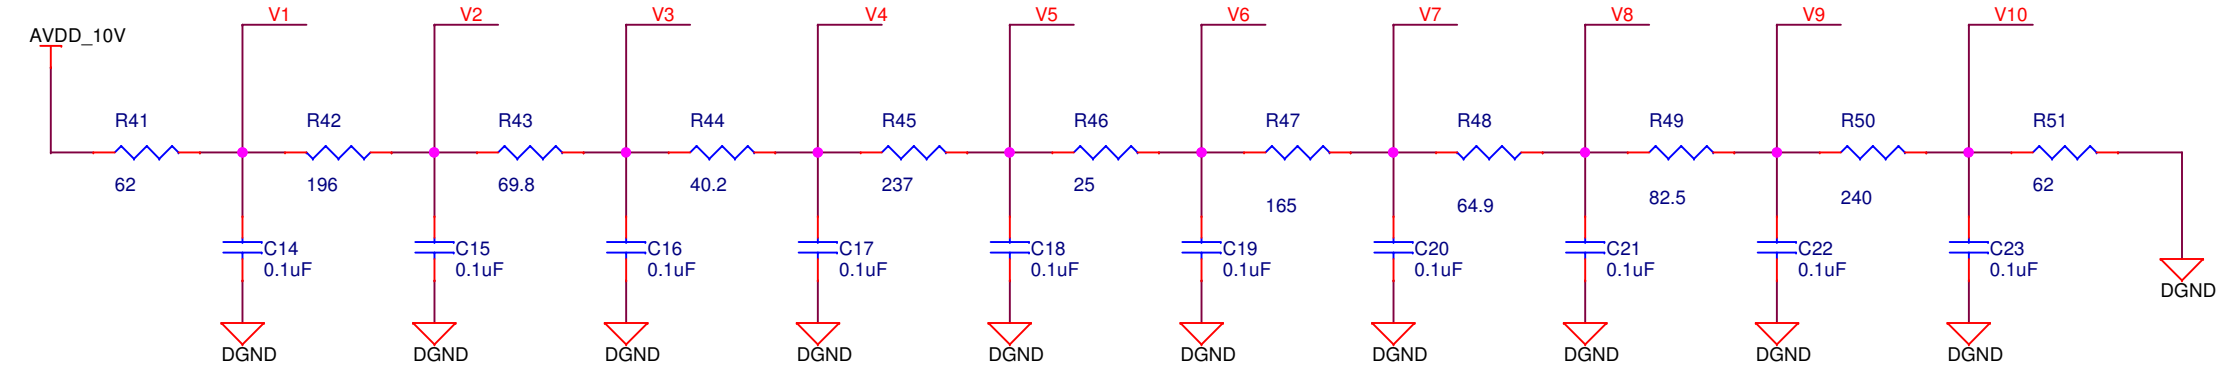 V1
V2
V3
V4
V5
V6
V7
V8
V9
V10
AVDD_10V
R41
R42
R43
R44
R45
R46
R47
R48
R49
R50
R51
62
196
69.8
40.2
237
25
165
64.9
82.5
240
62
C14
0.1uF
C15
0.1uF
C16
0.1uF
C17
0.1uF
C18
0.1uF
C19
0.1uF
C20
0.1uF
C21
0.1uF
C22
0.1uF
C23
0.1uF
DGND
DGND
DGND
DGND
DGND
DGND
DGND
DGND
DGND
DGND
DGND